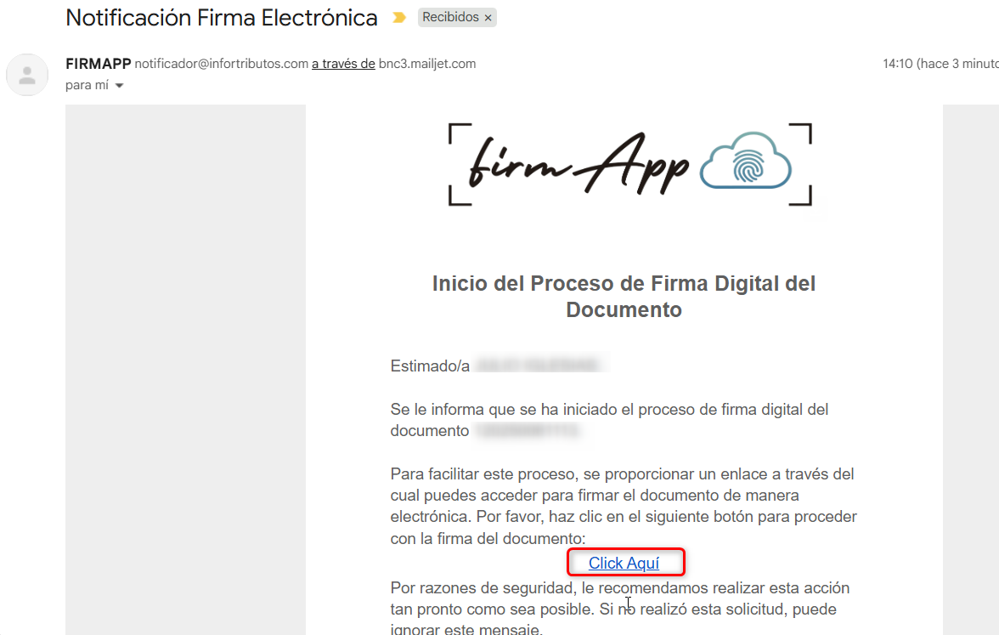 Notificación Firma Electrónica
Recibidos ×
FIRMAPP notificador@infortributos.com a través de bnc3.mailjet.com
14:10 (hace 3 minuto
para mí
firmApp
Inicio del Proceso de Firma Digital del
Documento
Estimado/a
Se le informa que se ha iniciado el proceso de firma digital del
documento
Para facilitar este proceso, se proporcionar un enlace a través del
cual puedes acceder para firmar el documento de manera
electrónica. Por favor, haz clic en el siguiente botón para proceder
con la firma del documento:
Click Aquí
Por razones de seguridad, le recomendamos realizar esta acción
tan pronto como sea posible. Si no realizó esta solicitud, puede
ignorar este mensaje.